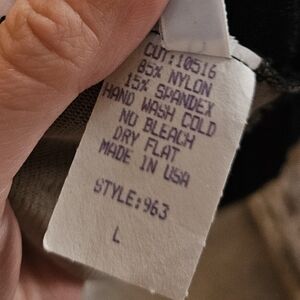 CUT:10516
85% NYLON
15% SPANDEX
HAND WASH COLD
NO BLEACH
DRY FLAT
MADE IN USA
STYLE:963
L